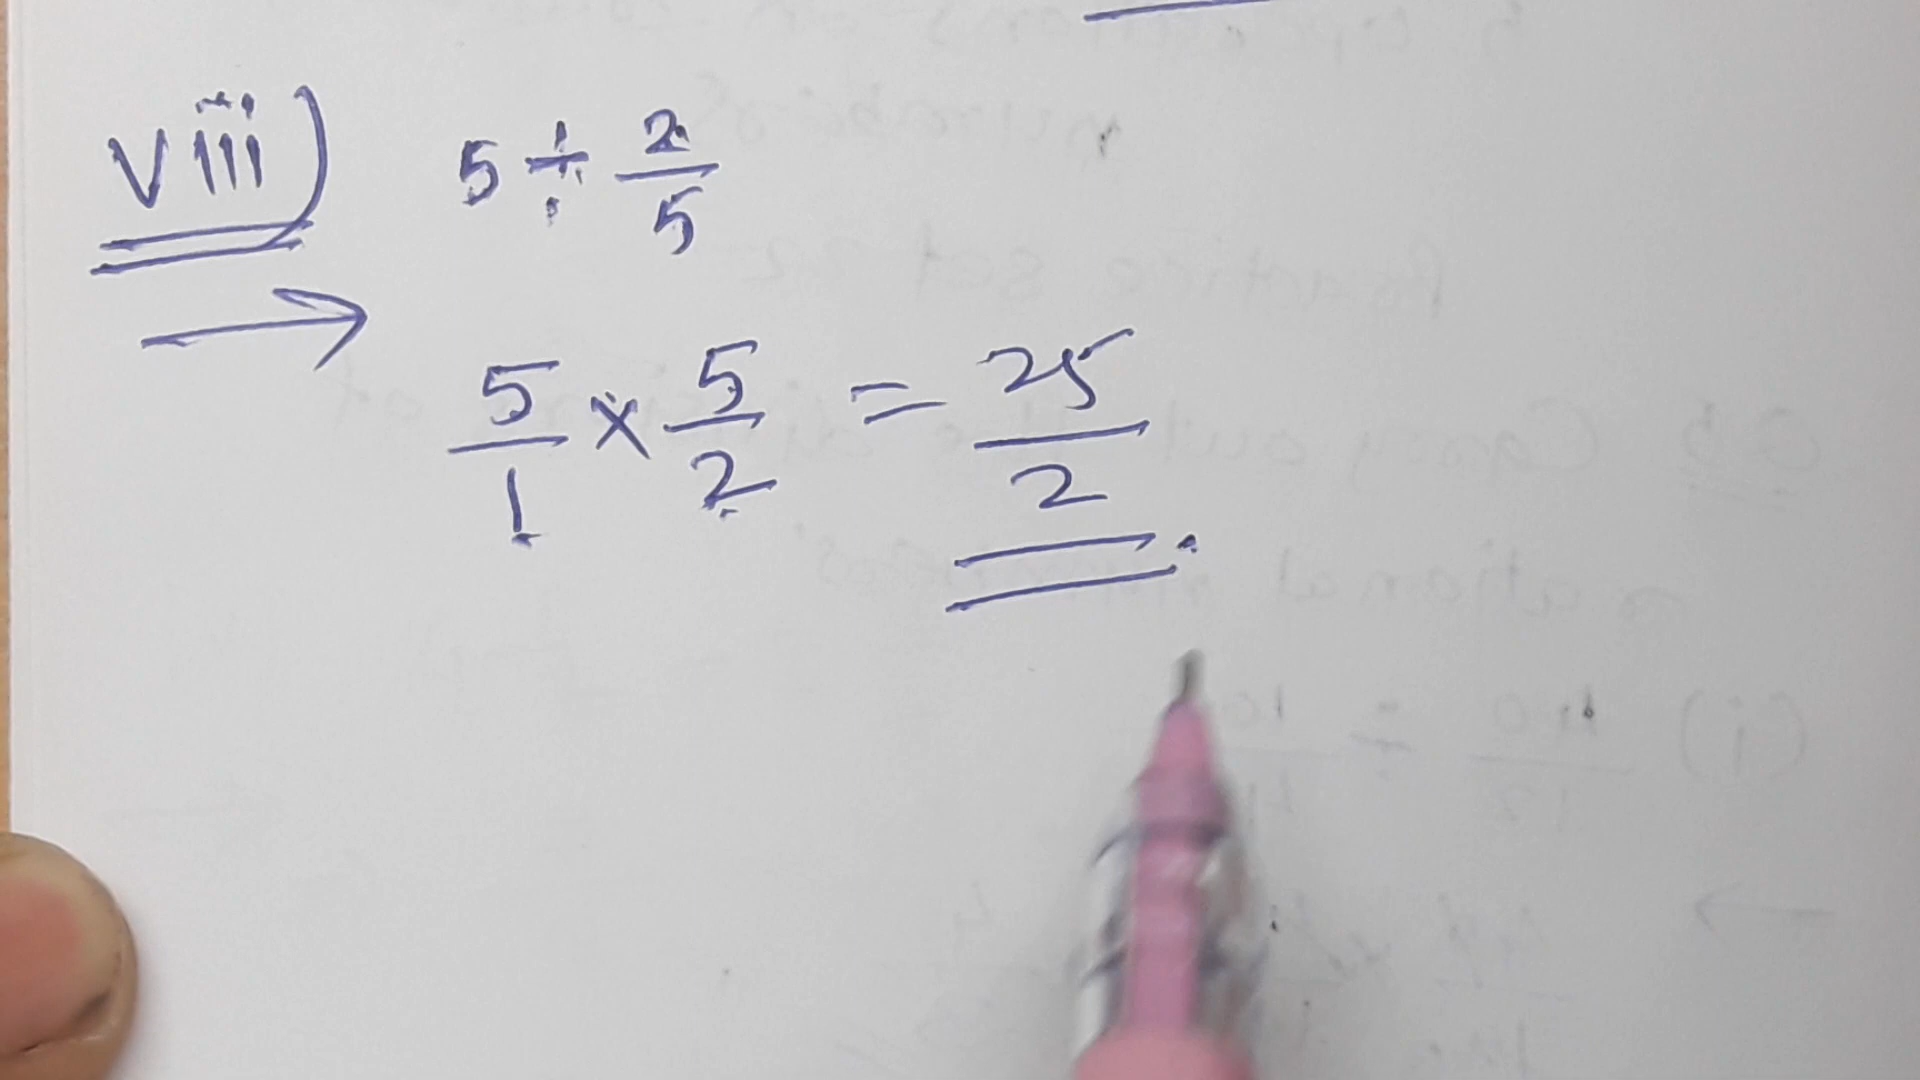 viii) 5 ÷ 2/5
→
5/1 × 5/2 = 25/2.